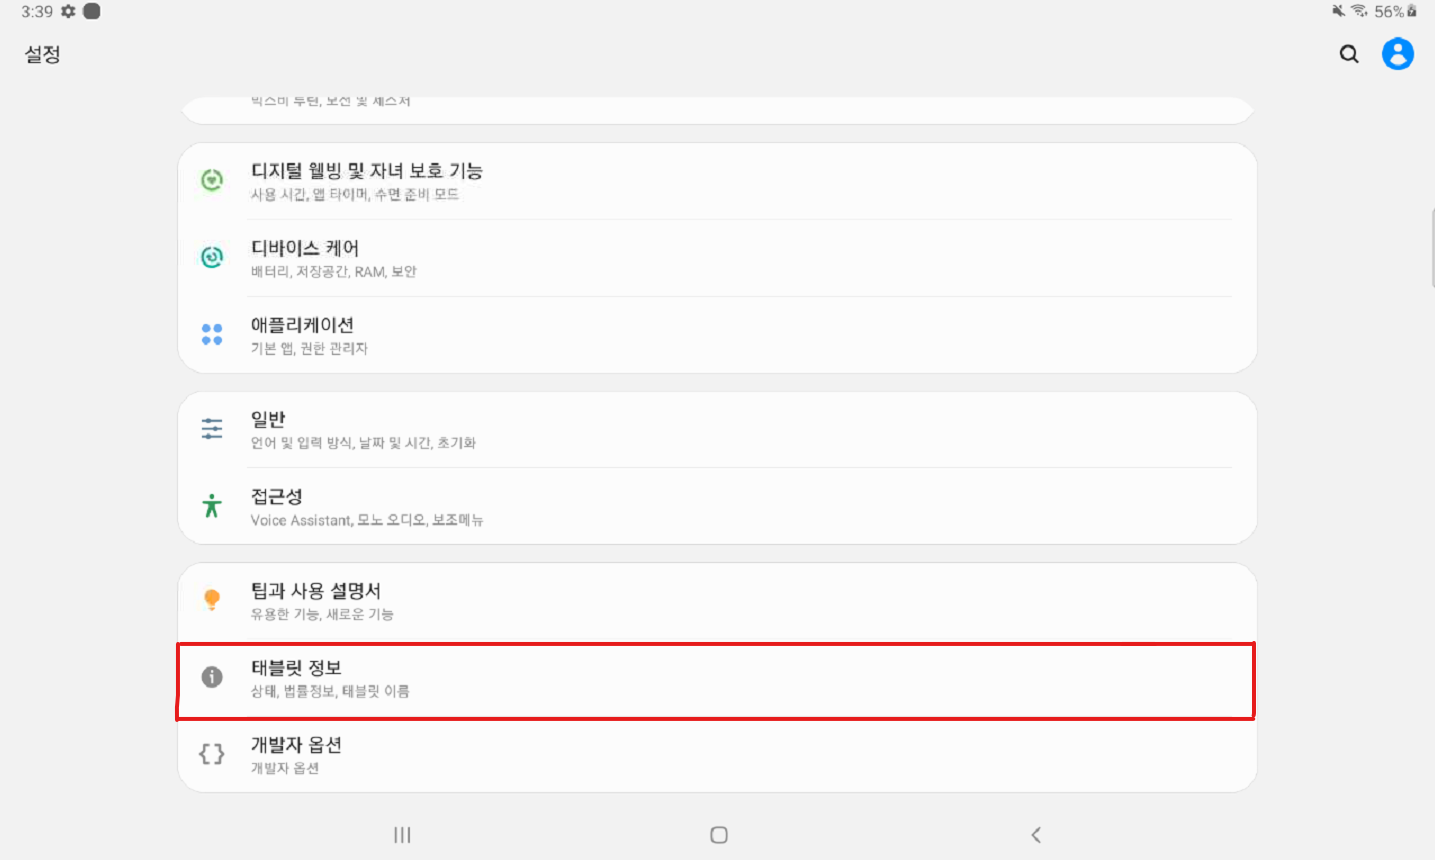 3:39
56%
설정
빅스비 루틴, 모션 및 제스처
디지털 웰빙 및 자녀 보호 기능
사용 시간, 앱 타이머, 수면 준비 모드
디바이스 케어
배터리, 저장공간, RAM, 보안
애플리케이션
기본 앱, 권한 관리자
일반
언어 및 입력 방식, 날짜 및 시간, 초기화
접근성
Voice Assistant, 모노 오디오, 보조메뉴
팁과 사용 설명서
유용한 기능, 새로운 기능
태블릿 정보
상태, 법률정보, 태블릿 이름
개발자 옵션
개발자 옵션